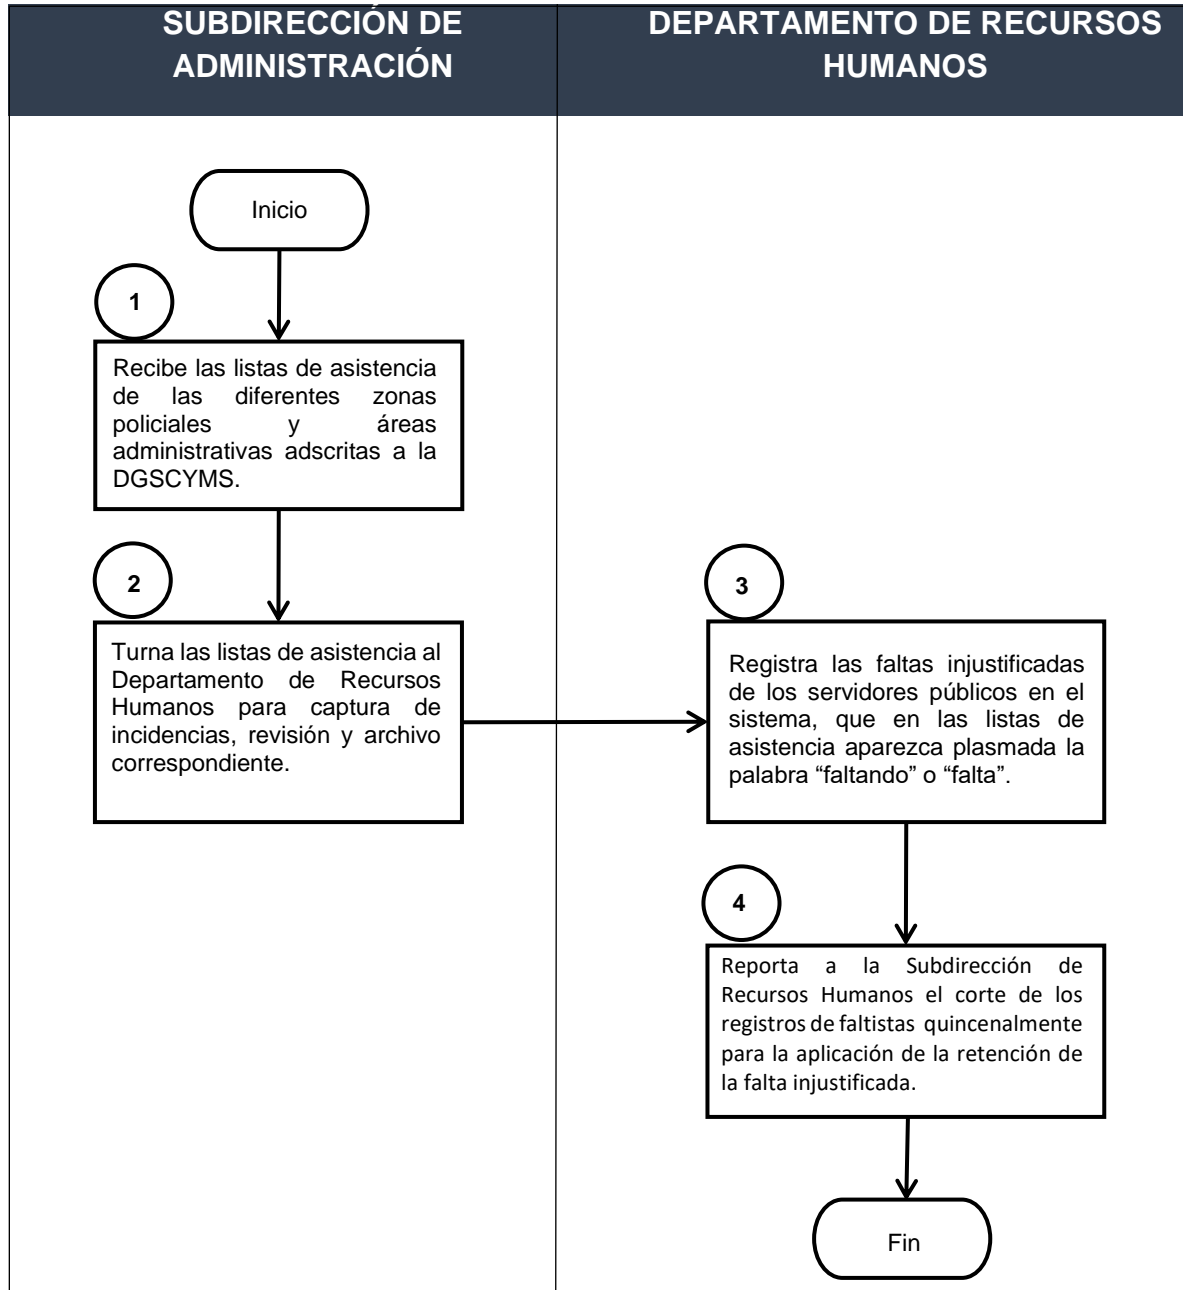 SUBDIRECCIÓN DE
ADMINISTRACIÓN
DEPARTAMENTO DE RECURSOS
HUMANOS
Inicio
1
Recibe las listas de asistencia
de las diferentes zonas
policiales y áreas
administrativas adscritas a la
DGSCYMS.
2
Turna las listas de asistencia al
Departamento de Recursos
Humanos para captura de
incidencias, revisión y archivo
correspondiente.
3
Registra las faltas injustificadas
de los servidores públicos en el
sistema, que en las listas de
asistencia aparezca plasmada la
palabra “faltando” o “falta”.
4
Reporta a la Subdirección de
Recursos Humanos el corte de los
registros de faltistas quincenalmente
para la aplicación de la retención de
la falta injustificada.
Fin